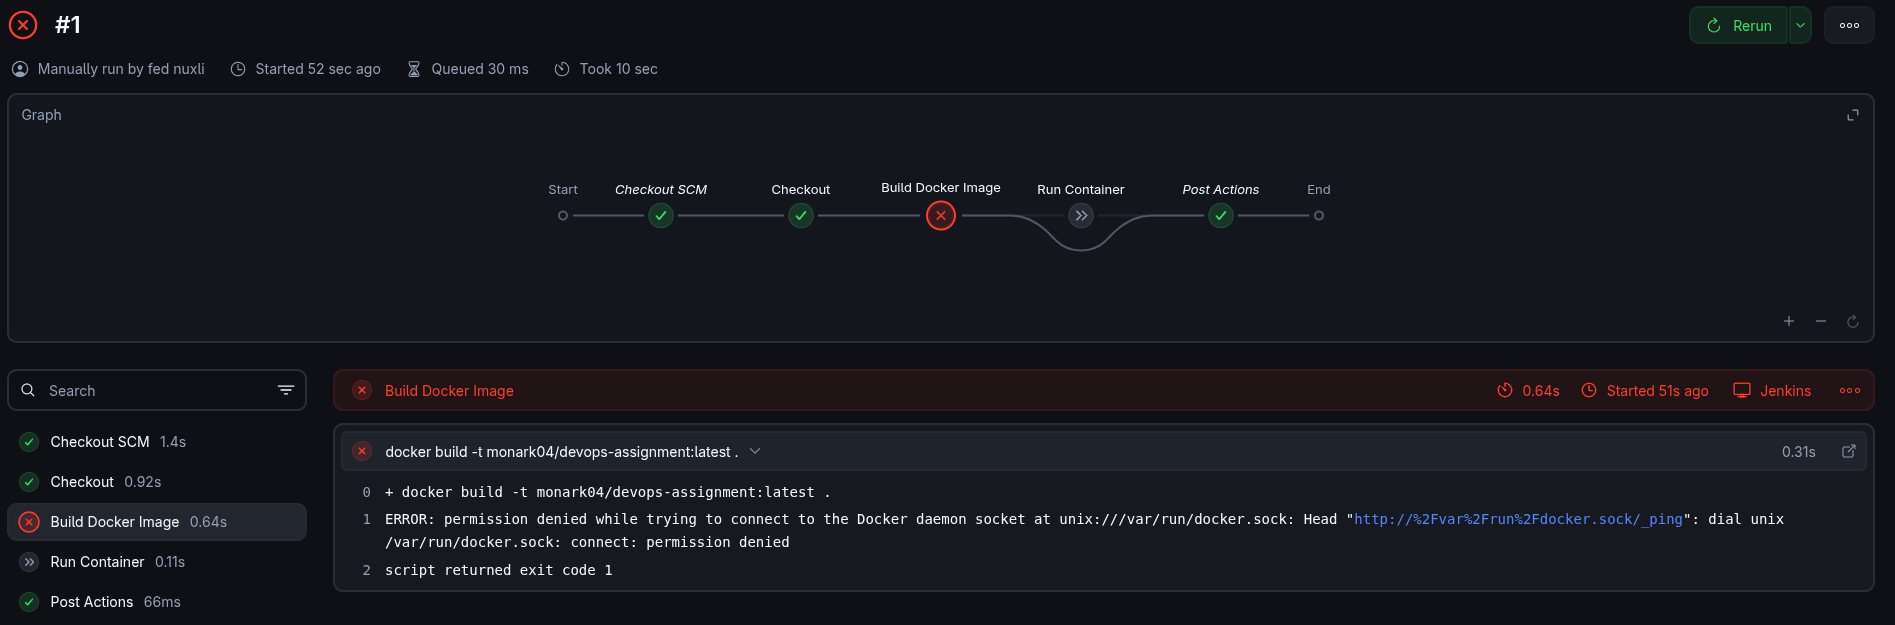 #1
Rerun
Manually run by fed nuxli
Started 52 sec ago
Queued 30 ms
Took 10 sec
Graph
Start
Checkout SCM
Checkout
Build Docker Image
Run Container
Post Actions
End
Search
Checkout SCM 1.4s
Checkout 0.92s
Build Docker Image 0.64s
Run Container 0.11s
Post Actions 66ms
Build Docker Image
0.64s
Started 51s ago
Jenkins
docker build -t monark04/devops-assignment:latest .
0.31s
0 + docker build -t monark04/devops-assignment:latest .
1 ERROR: permission denied while trying to connect to the Docker daemon socket at unix:///var/run/docker.sock: Head "http://%2Fvar%2Frun%2Fdocker.sock/_ping": dial unix
/var/run/docker.sock: connect: permission denied
2 script returned exit code 1